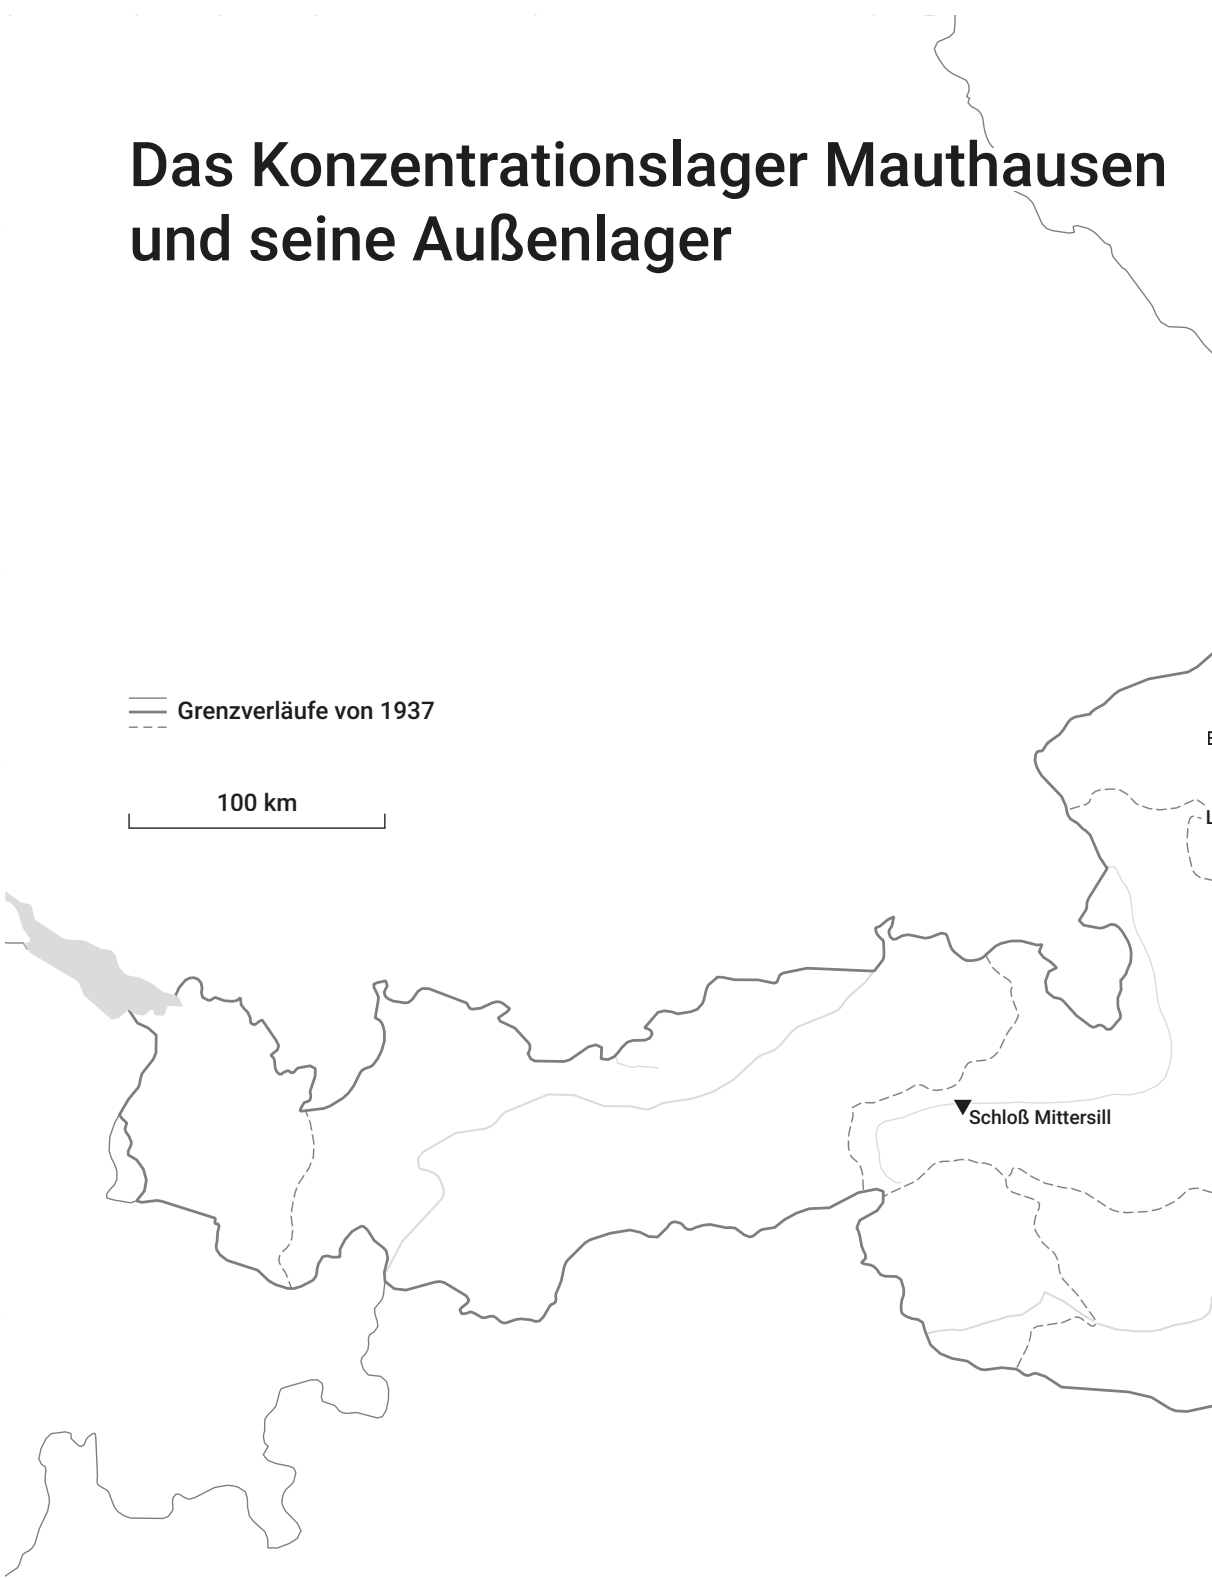 Das Konzentrationslager Mauthausen
und seine Außenlager
Grenzverläufe von 1937
100 km
Schloß Mittersill